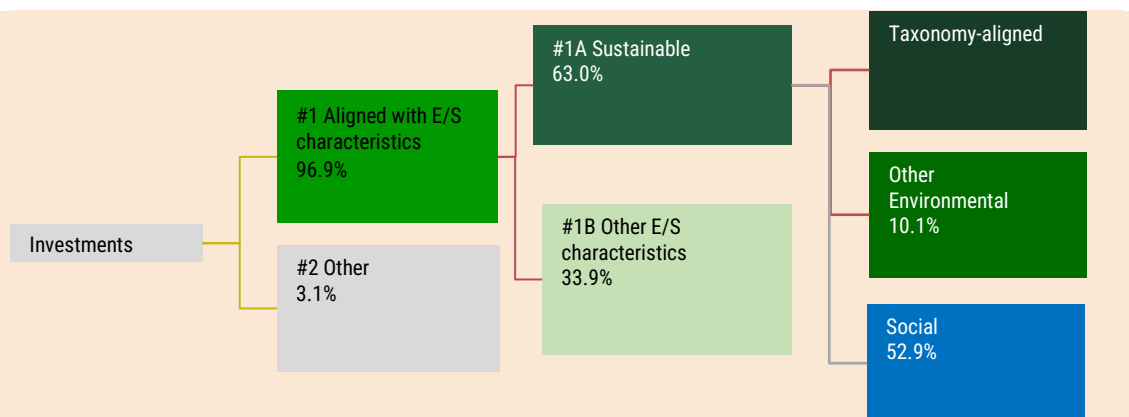 Investments
#1 Aligned with E/S
characteristics
96.9%
#2 Other
3.1%
#1A Sustainable
63.0%
#1B Other E/S
characteristics
33.9%
Taxonomy-aligned
Other
Environmental
10.1%
Social
52.9%